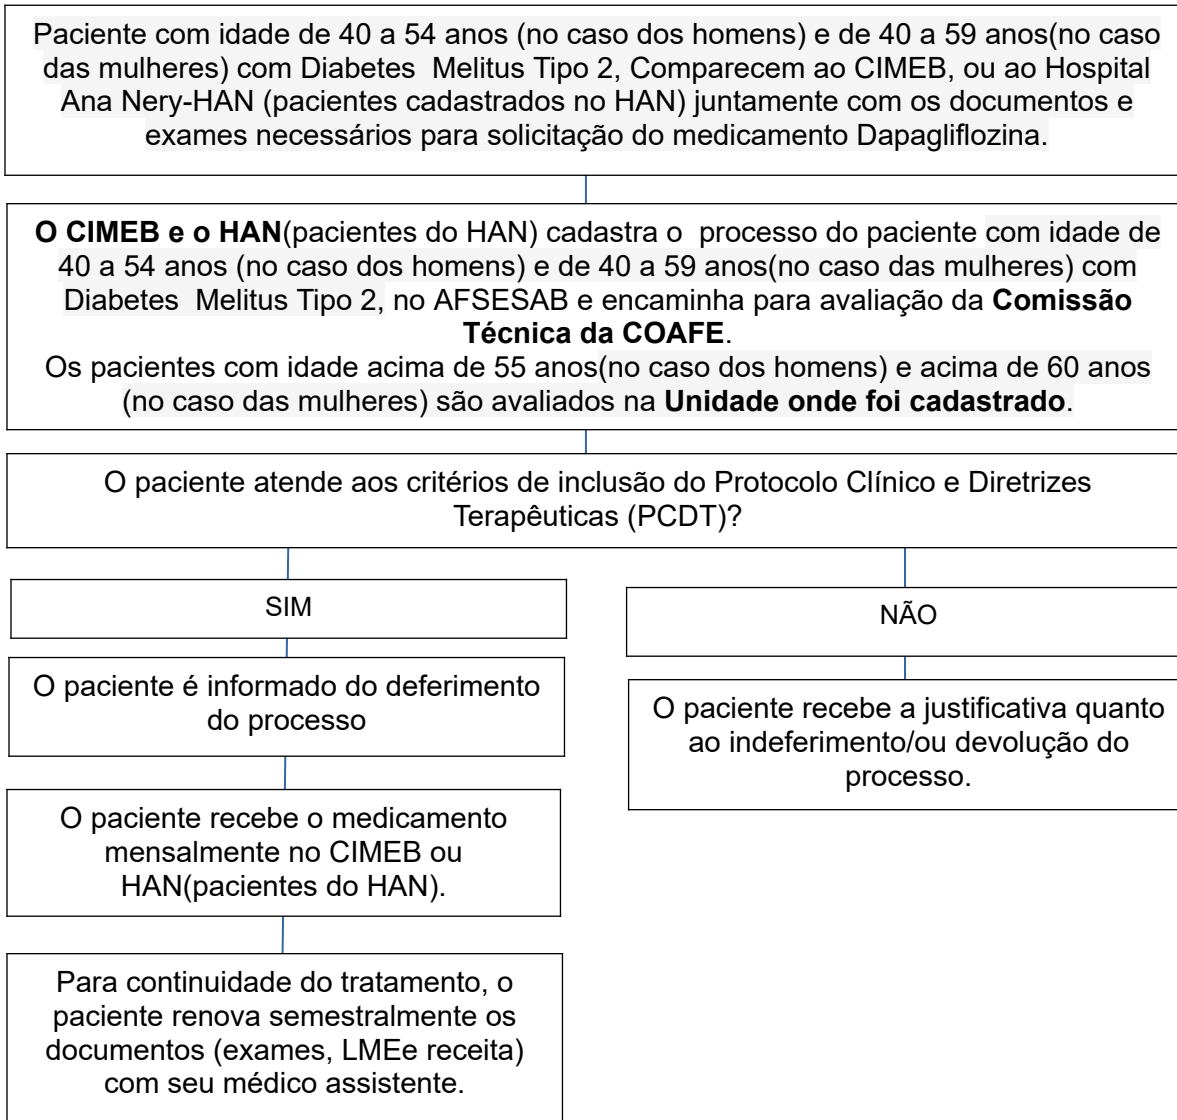 Paciente com idade de 40 a 54 anos (no caso dos homens) e de 40 a 59 anos(no caso
das mulheres) com Diabetes  Melitus Tipo 2, Comparecem ao CIMEB, ou ao Hospital
Ana Nery-HAN (pacientes cadastrados no HAN) juntamente com os documentos e
exames necessários para solicitação do medicamento Dapagliflozina.
O CIMEB e o HAN(pacientes do HAN) cadastra o  processo do paciente com idade de
40 a 54 anos (no caso dos homens) e de 40 a 59 anos(no caso das mulheres) com
Diabetes  Melitus Tipo 2, no AFSESAB e encaminha para avaliação da Comissão
Técnica da COAFE.
Os pacientes com idade acima de 55 anos(no caso dos homens) e acima de 60 anos
(no caso das mulheres) são avaliados na Unidade onde foi cadastrado.
O paciente atende aos critérios de inclusão do Protocolo Clínico e Diretrizes
Terapêuticas (PCDT)?
SIM
O paciente é informado do deferimento
do processo
O paciente recebe o medicamento
mensalmente no CIMEB ou
HAN(pacientes do HAN).
Para continuidade do tratamento, o
paciente renova semestralmente os
documentos (exames, LMEe receita)
com seu médico assistente.
NÃO
O paciente recebe a justificativa quanto
ao indeferimento/ou devolução do
processo.